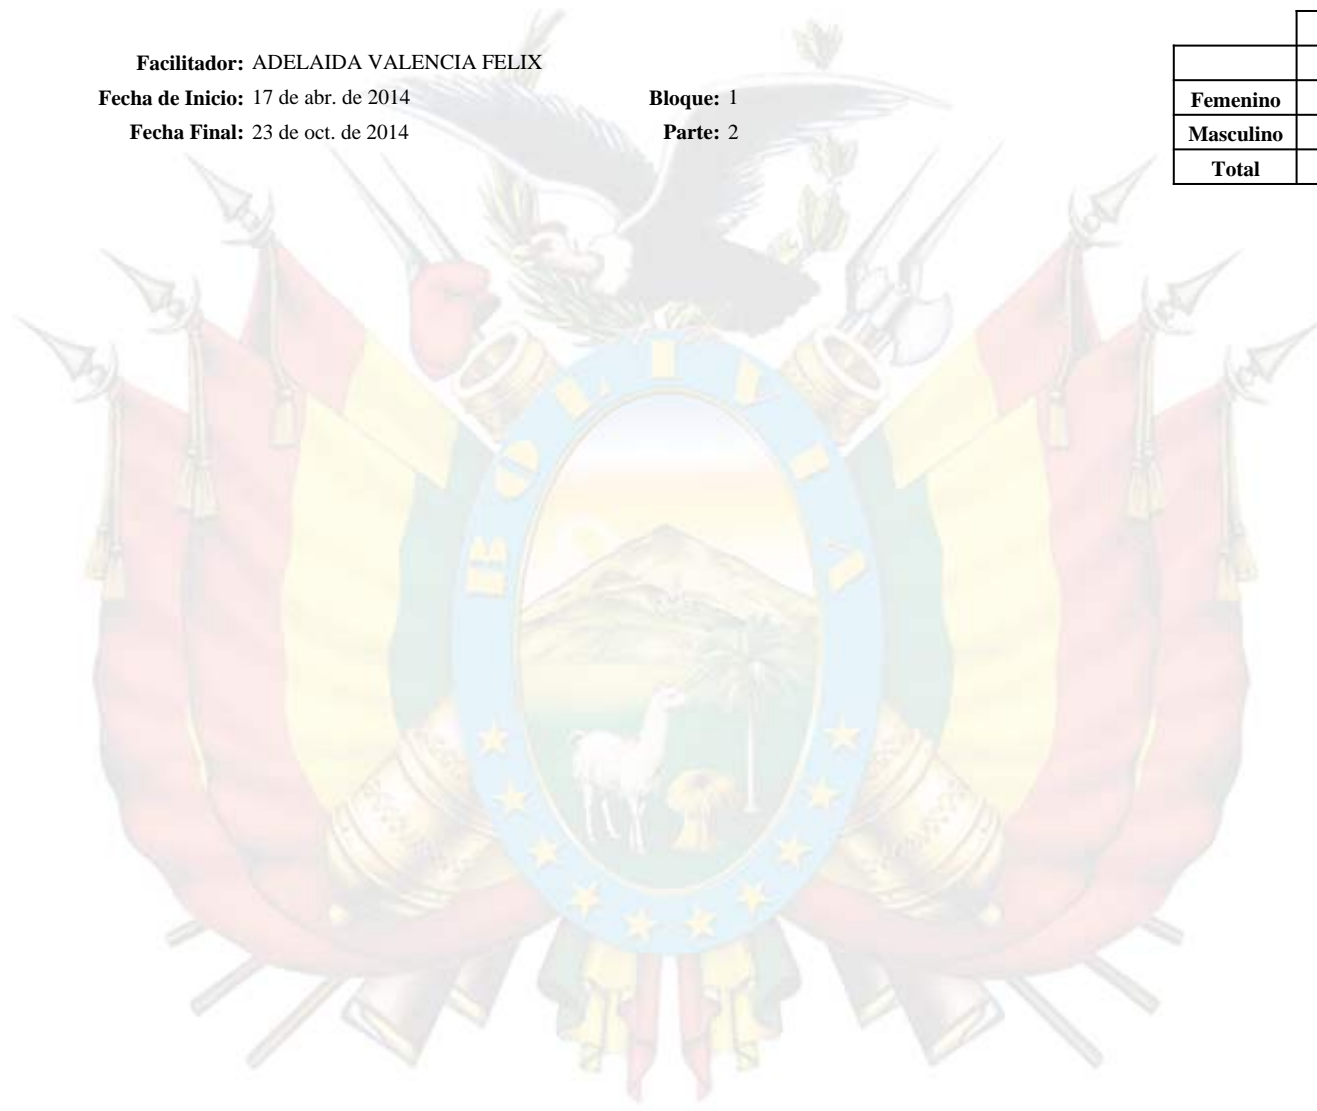 Facilitador: ADELAIDA VALENCIA FELIX
Fecha de Inicio: 17 de abr. de 2014 Bloque: 1
Femenino
Fecha Final: 23 de oct. de 2014 Parte: 2
Masculino
Total
BOLIVIA